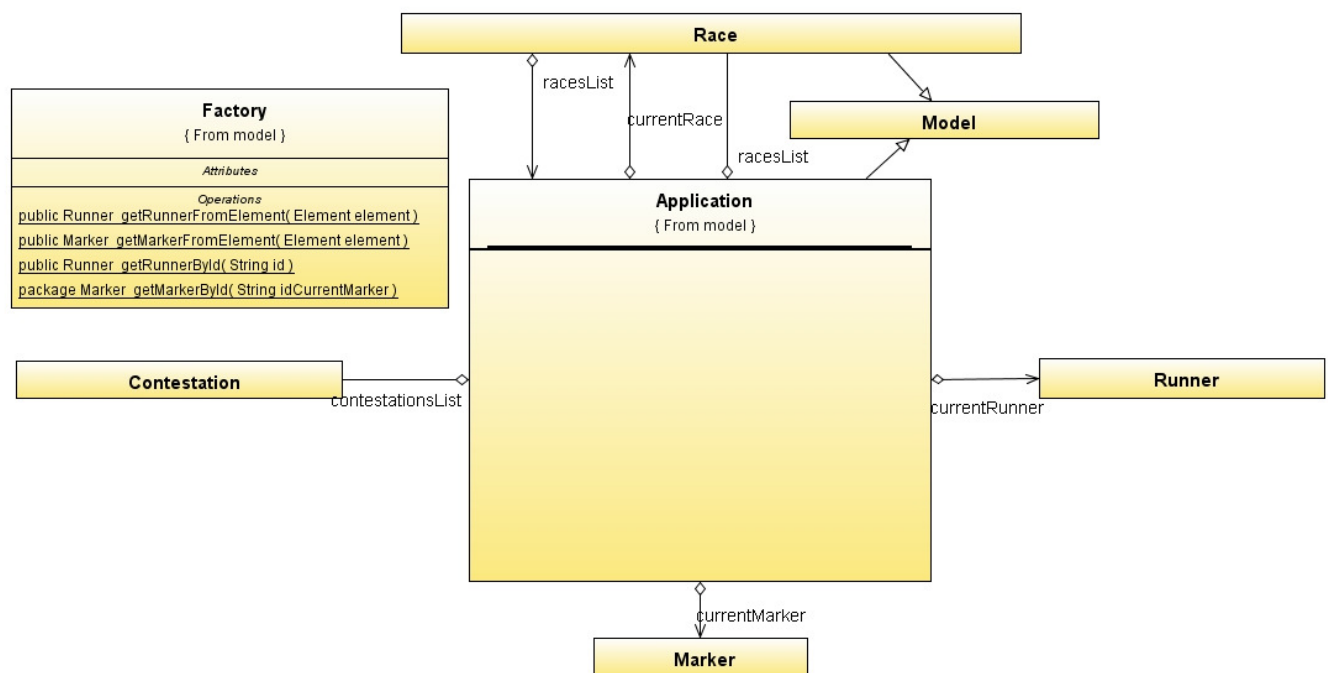 Race
racesList
currentRace
racesList
Model
Factory
{ From model }
Attributes
Operations
public Runner getRunnerFromElement( Element element )
public Marker getMarkerFromElement( Element element )
public Runner getRunnerById( String id )
package Marker getMarkerById( String idCurrentMarker )
Application
{ From model }
Contestation
contestationsList
Runner
currentRunner
currentMarker
Marker